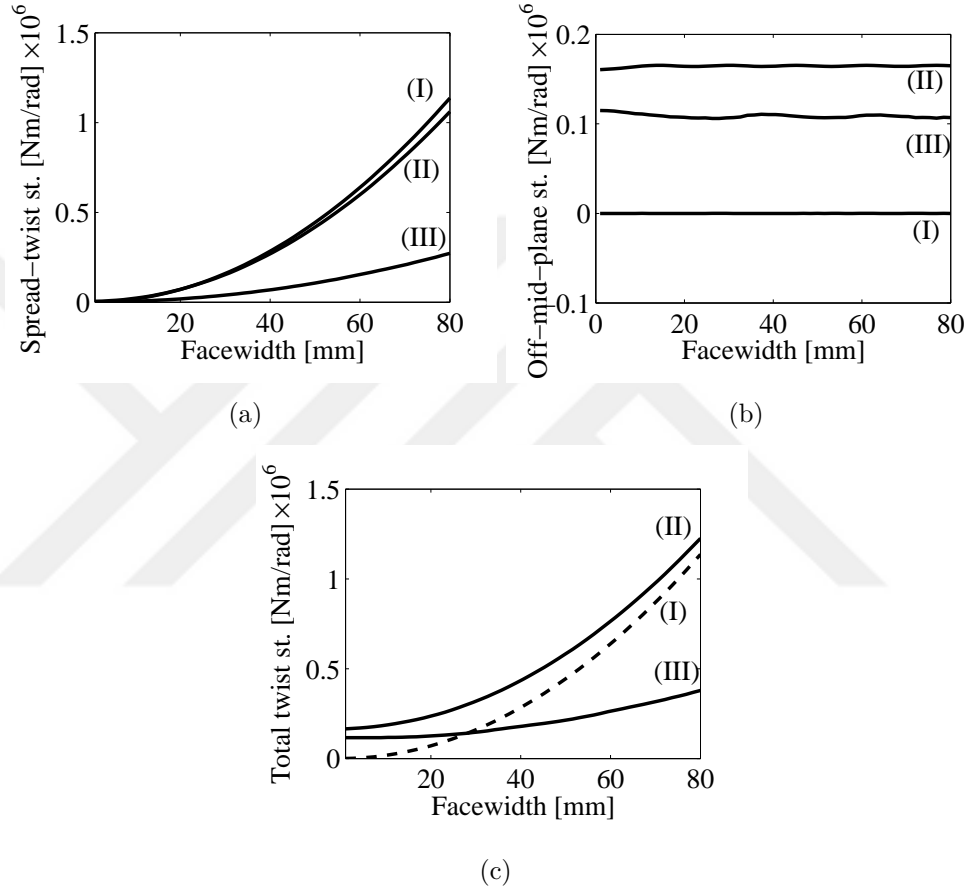 Spread−twist st. [Nm/rad] ×10^6
1.5
1
0.5
0
(I)
(II)
(III)
20 40 60 80
Facewidth [mm]
(a)
Off−mid−plane st. [Nm/rad] ×10^6
0.2
0.1
0
−0.1
(II)
(III)
(I)
0 20 40 60 80
Facewidth [mm]
(b)
Total twist st. [Nm/rad] ×10^6
1.5
1
0.5
0
(II)
(I)
(III)
20 40 60 80
Facewidth [mm]
(c)